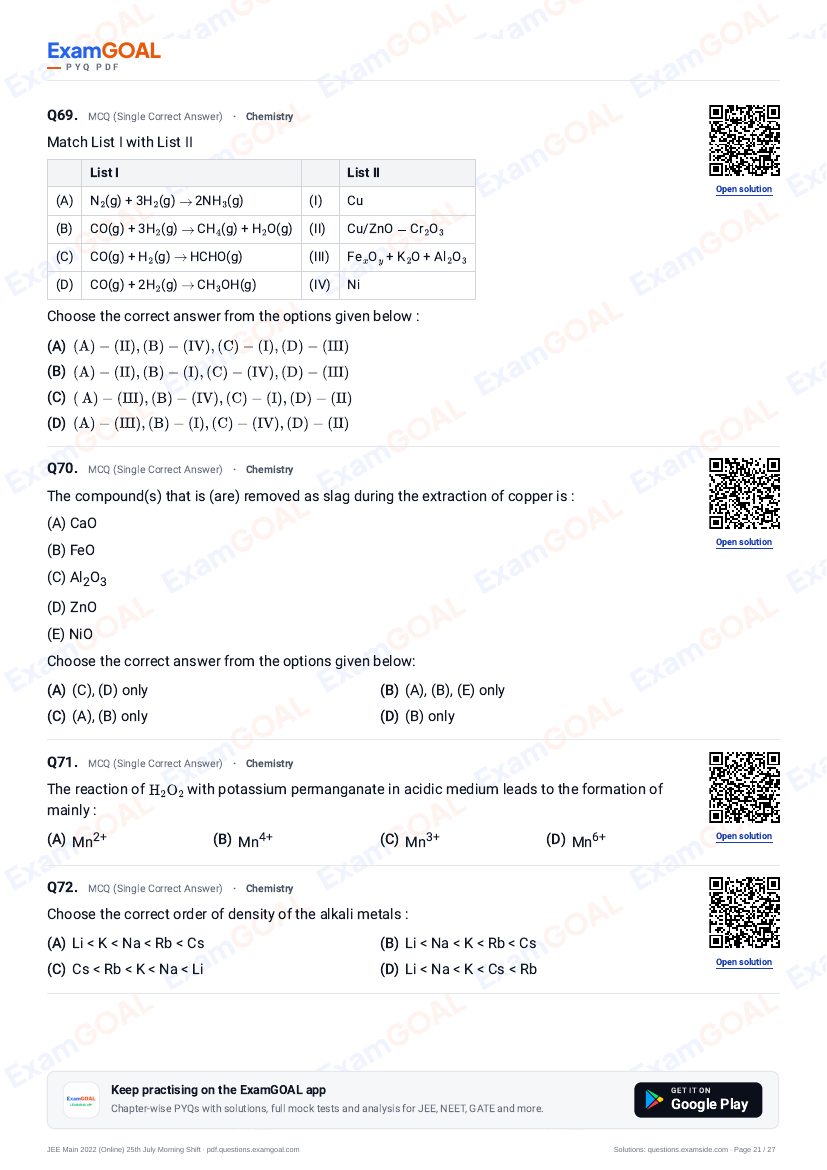 ExamGOAL
PYQ PDF
Q69. MCQ (Single Correct Answer) · Chemistry
Open solution
Match List I with List II
List I List II
(A) N₂(g) + 3H₂(g) → 2NH₃(g) (I) Cu
(B) CO(g) + 3H₂(g) → CH₄(g) + H₂O(g) (II) Cu/ZnO – Cr₂O₃
(C) CO(g) + H₂(g) → HCHO(g) (III) FeₓOᵧ + K₂O + Al₂O₃
(D) CO(g) + 2H₂(g) → CH₃OH(g) (IV) Ni
Choose the correct answer from the options given below :
(A) (A) − (II), (B) − (IV), (C) − (I), (D) − (III)
(B) (A) − (II), (B) − (I), (C) − (IV), (D) − (III)
(C) ( A) − (III), (B) − (IV), (C) − (I), (D) − (II)
(D) (A) − (III), (B) − (I), (C) − (IV), (D) − (II)
Q70. MCQ (Single Correct Answer) · Chemistry
Open solution
The compound(s) that is (are) removed as slag during the extraction of copper is :
(A) CaO
(B) FeO
(C) Al₂O₃
(D) ZnO
(E) NiO
Choose the correct answer from the options given below:
(A) (C), (D) only (B) (A), (B), (E) only
(C) (A), (B) only (D) (B) only
Q71. MCQ (Single Correct Answer) · Chemistry
Open solution
The reaction of H₂O₂ with potassium permanganate in acidic medium leads to the formation of
mainly :
(A) Mn²⁺ (B) Mn⁴⁺ (C) Mn³⁺ (D) Mn⁶⁺
Q72. MCQ (Single Correct Answer) · Chemistry
Open solution
Choose the correct order of density of the alkali metals :
(A) Li < K < Na < Rb < Cs (B) Li < Na < K < Rb < Cs
(C) Cs < Rb < K < Na < Li (D) Li < Na < K < Cs < Rb
ExamGOAL
Keep practising on the ExamGOAL app
Chapter-wise PYQs with solutions, full mock tests and analysis for JEE, NEET, GATE and more.
GET IT ON
Google Play
JEE Main 2022 (Online) 25th July Morning Shift · pdf.questions.examgoal.com Solutions: questions.examside.com · Page 21 / 27